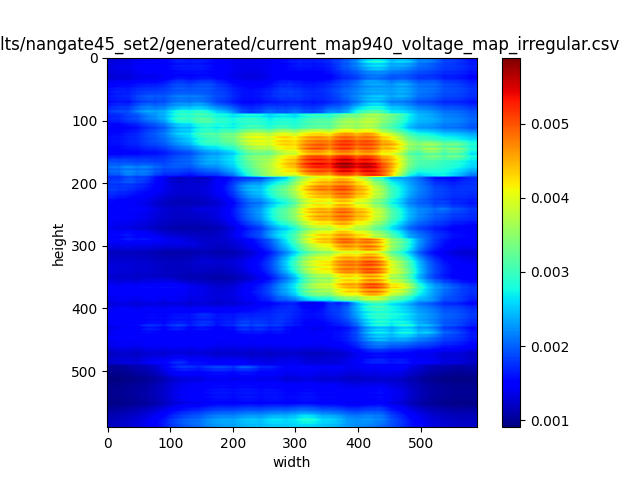 lts/nangate45_set2/generated/current_map940_voltage_map_irregular.csv
0
100
200
300
400
500
height
0 100 200 300 400 500
width
0.005
0.004
0.003
0.002
0.001